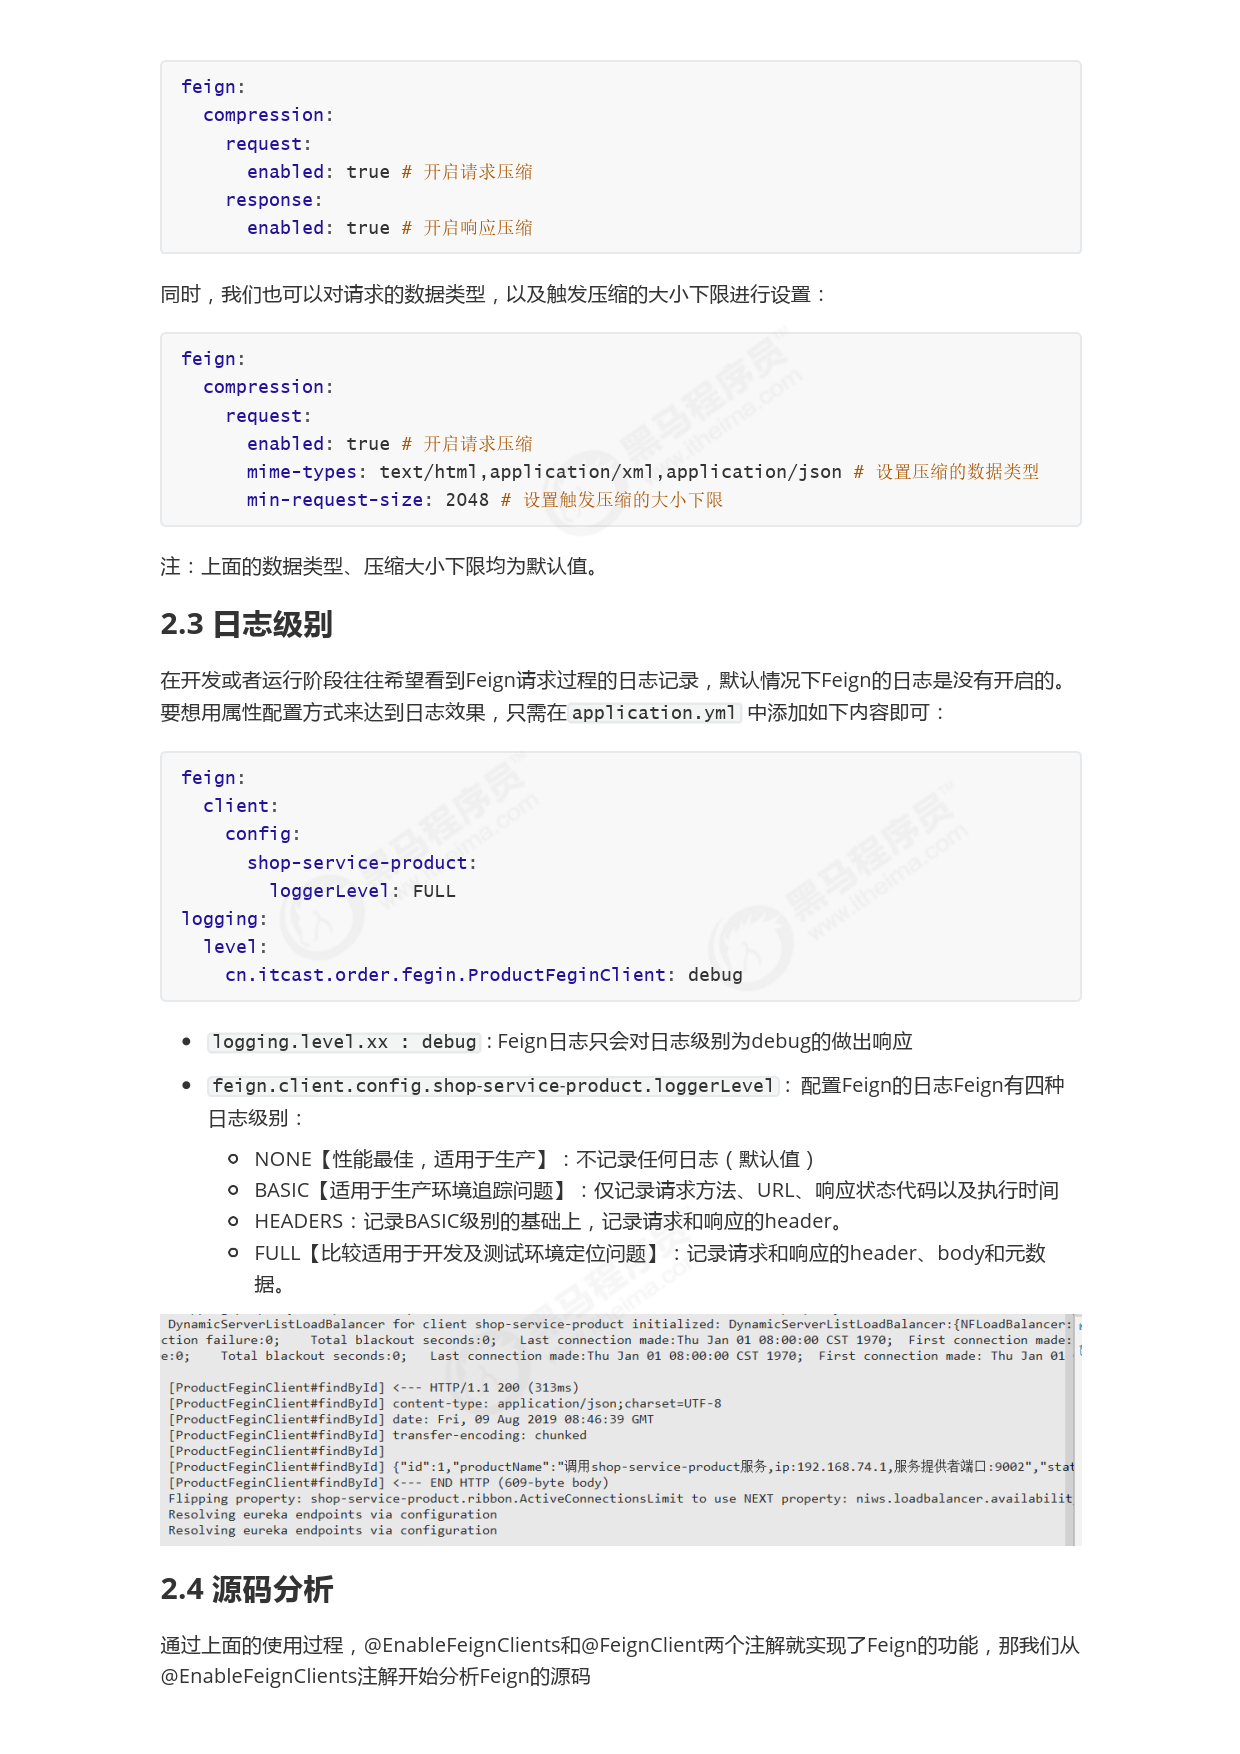 feign:
  compression:
    request:
      enabled: true # 开启请求压缩
    response:
      enabled: true # 开启响应压缩
同时，我们也可以对请求的数据类型，以及触发压缩的大小下限进行设置：
feign:
  compression:
    request:
      enabled: true # 开启请求压缩
      mime-types: text/html,application/xml,application/json # 设置压缩的数据类型
      min-request-size: 2048 # 设置触发压缩的大小下限
注：上面的数据类型、压缩大小下限均为默认值。
2.3 日志级别
在开发或者运行阶段往往希望看到Feign请求过程的日志记录，默认情况下Feign的日志是没有开启的。
要想用属性配置方式来达到日志效果，只需在 application.yml 中添加如下内容即可：
feign:
  client:
    config:
      shop-service-product:
        loggerLevel: FULL
logging:
  level:
    cn.itcast.order.fegin.ProductFeginClient: debug
logging.level.xx : debug : Feign日志只会对日志级别为debug的做出响应
feign.client.config.shop-service-product.loggerLevel ： 配置Feign的日志Feign有四种
日志级别：
NONE【性能最佳，适用于生产】：不记录任何日志（默认值）
BASIC【适用于生产环境追踪问题】：仅记录请求方法、URL、响应状态代码以及执行时间
HEADERS：记录BASIC级别的基础上，记录请求和响应的header。
FULL【比较适用于开发及测试环境定位问题】：记录请求和响应的header、body和元数
据。
DynamicServerListLoadBalancer for client shop-service-product initialized: DynamicServerListLoadBalancer:{NFLoadBalancer:
ction failure:0;    Total blackout seconds:0;   Last connection made:Thu Jan 01 08:00:00 CST 1970;  First connection made:
e:0;    Total blackout seconds:0;   Last connection made:Thu Jan 01 08:00:00 CST 1970;  First connection made: Thu Jan 01
[ProductFeginClient#findById] <--- HTTP/1.1 200 (313ms)
[ProductFeginClient#findById] content-type: application/json;charset=UTF-8
[ProductFeginClient#findById] date: Fri, 09 Aug 2019 08:46:39 GMT
[ProductFeginClient#findById] transfer-encoding: chunked
[ProductFeginClient#findById]
[ProductFeginClient#findById] {"id":1,"productName":"调用shop-service-product服务,ip:192.168.74.1,服务提供者端口:9002","stat
[ProductFeginClient#findById] <--- END HTTP (609-byte body)
Flipping property: shop-service-product.ribbon.ActiveConnectionsLimit to use NEXT property: niws.loadbalancer.availabilit
Resolving eureka endpoints via configuration
Resolving eureka endpoints via configuration
2.4 源码分析
通过上面的使用过程，@EnableFeignClients和@FeignClient两个注解就实现了Feign的功能，那我们从
@EnableFeignClients注解开始分析Feign的源码
黑马程序员
www.itheima.com
黑马程序员
www.itheima.com
黑马程序员
www.itheima.com